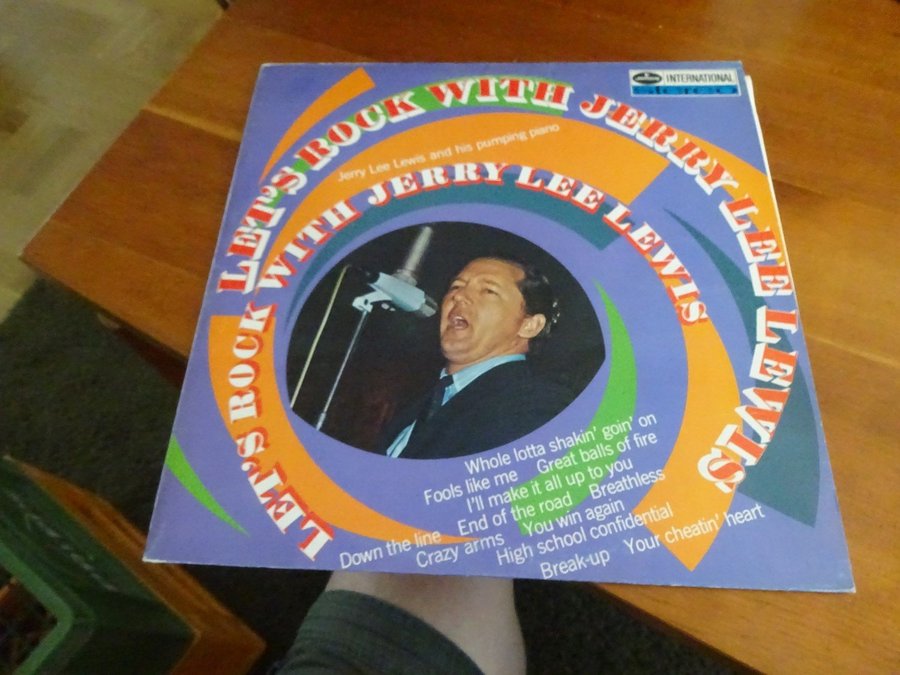 mercury INTERNATIONAL
stereo
LET'S ROCK WITH JERRY LEE LEWIS
Jerry Lee Lewis and his pumping piano
LET'S ROCK WITH JERRY LEE LEWIS
Whole lotta shakin' goin' on
Fools like me Great balls of fire
I'll make it all up to you
End of the road Breathless
Down the line You win again
Crazy arms High school confidential
Break-up Your cheatin' heart